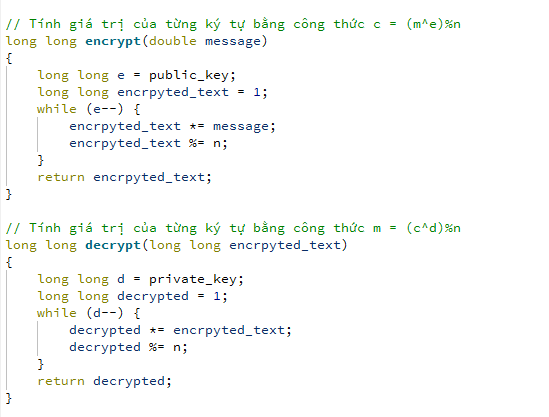 // Tính giá trị của từng ký tự bằng công thức c = (m^e)%n
long long encrypt(double message)
{
    long long e = public_key;
    long long encrpyted_text = 1;
    while (e--) {
        encrpyted_text *= message;
        encrpyted_text %= n;
    }
    return encrpyted_text;
}

// Tính giá trị của từng ký tự bằng công thức m = (c^d)%n
long long decrypt(long long encrpyted_text)
{
    long long d = private_key;
    long long decrypted = 1;
    while (d--) {
        decrypted *= encrpyted_text;
        decrypted %= n;
    }
    return decrypted;
}